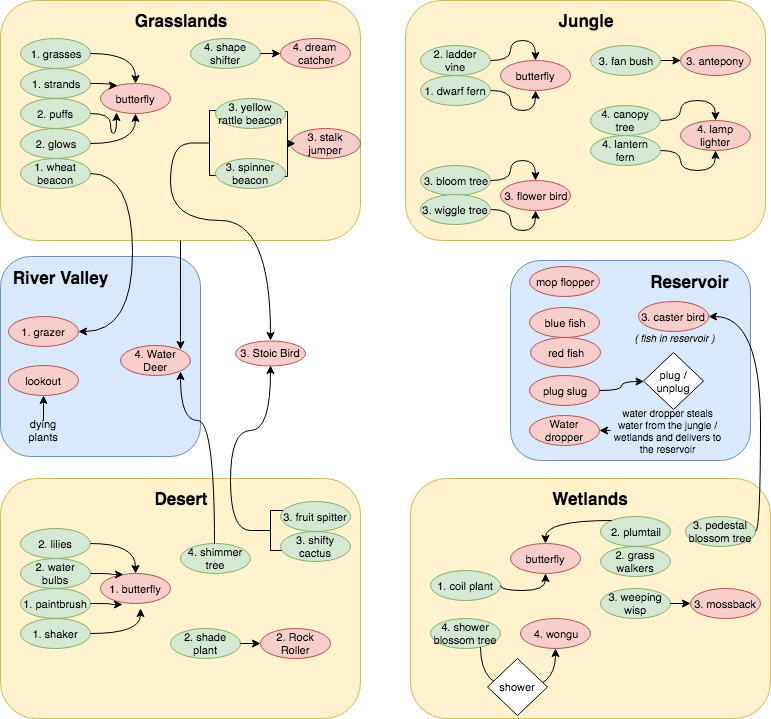 Grasslands
1. grasses
1. strands
2. puffs
2. glows
1. wheat
beacon
butterfly
4. shape
shifter
4. dream
catcher
3. yellow
rattle beacon
3. spinner
beacon
3. stalk
jumper
Jungle
2. ladder
vine
1. dwarf fern
butterfly
3. fan bush
3. antepony
4. canopy
tree
4. lantern
fern
4. lamp
lighter
3. bloom tree
3. wiggle tree
3. flower bird
River Valley
1. grazer
lookout
dying
plants
4. Water
Deer
3. Stoic Bird
Reservoir
mop flopper
blue fish
red fish
plug slug
Water
dropper
3. caster bird
( fish in reservoir )
plug /
unplug
water dropper steals
water from the jungle /
wetlands and delivers to
the reservoir
Desert
2. lilies
2. water
bulbs
1. paintbrush
1. shaker
1. butterfly
4. shimmer
tree
3. fruit spitter
3. shifty
cactus
2. shade
plant
2. Rock
Roller
Wetlands
butterfly
1. coil plant
2. plumtail
2. grass
walkers
3. pedestal
blossom tree
3. weeping
wisp
3. mossback
4. shower
blossom tree
4. wongu
shower